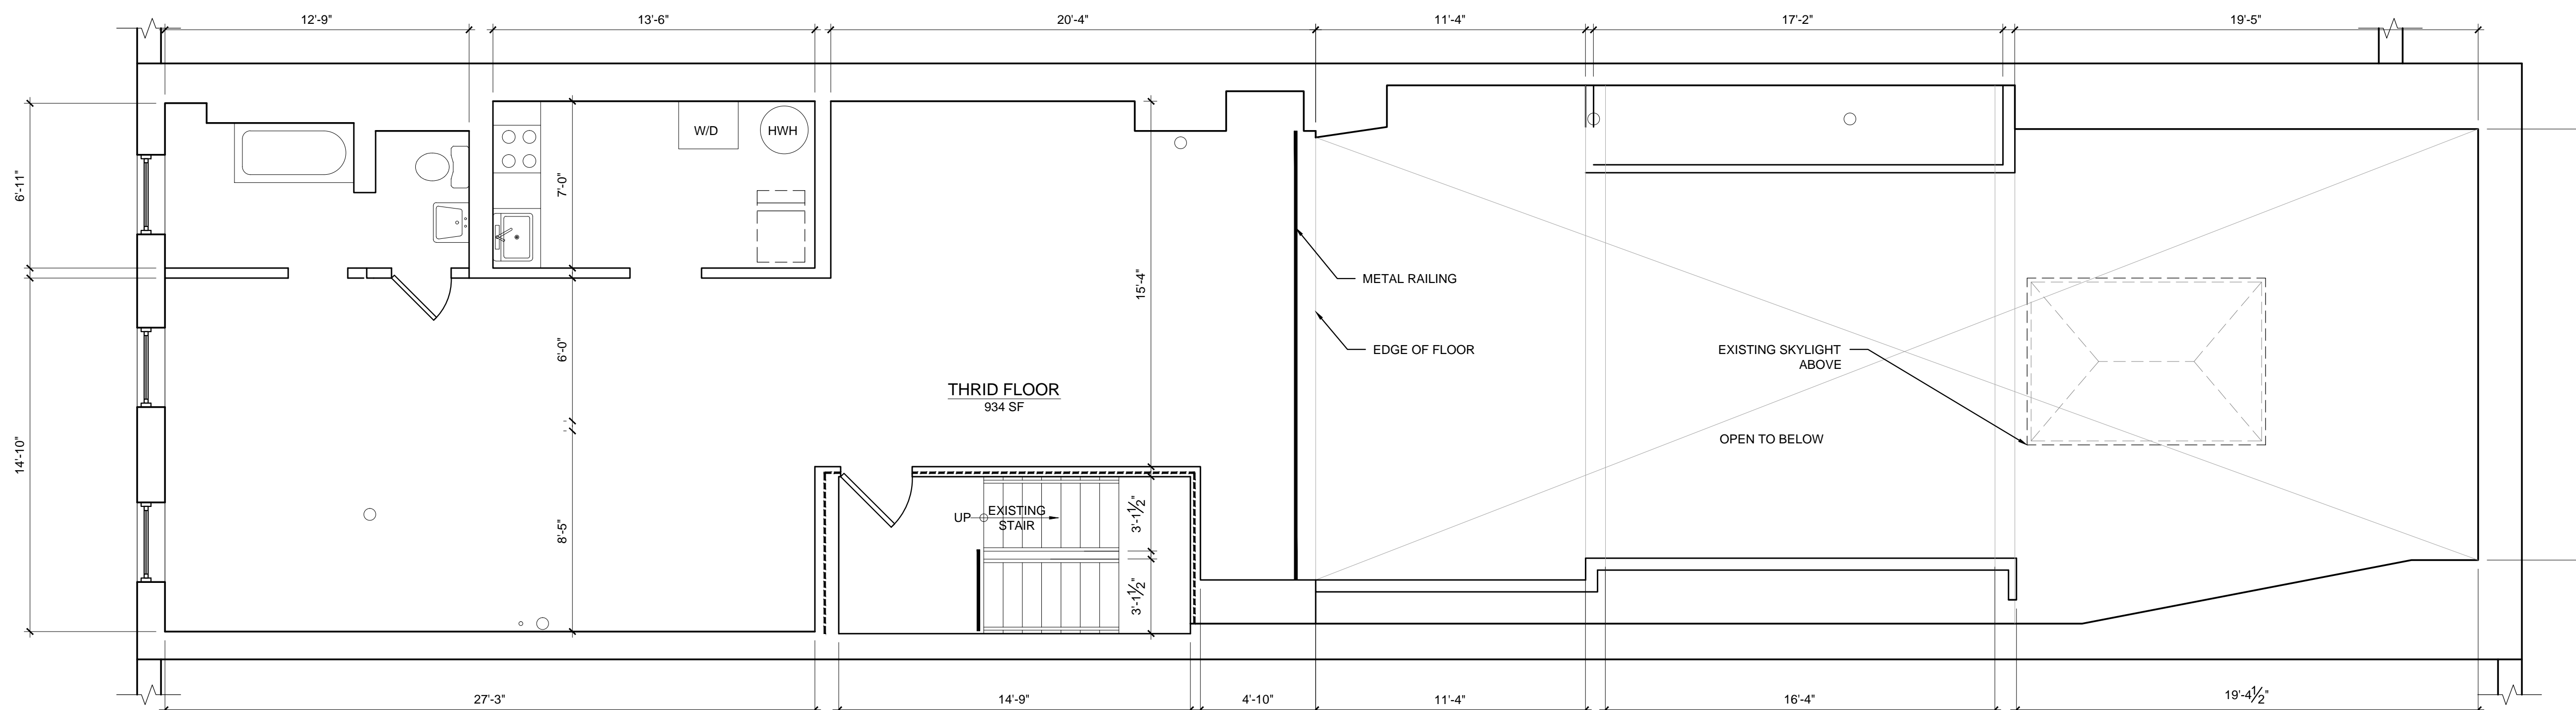 12'-9"
13'-6"
20'-4"
11'-4"
17'-2"
19'-5"
W/D
HWH
6'-11"
7'-0"
15'-4"
METAL RAILING
6'-0"
EDGE OF FLOOR
EXISTING SKYLIGHT
ABOVE
THRID FLOOR
934 SF
OPEN TO BELOW
14'-10"
8'-5"
UP
EXISTING
STAIR
3'-1½"
3'-1½"
27'-3"
14'-9"
4'-10"
11'-4"
16'-4"
19'-4½"